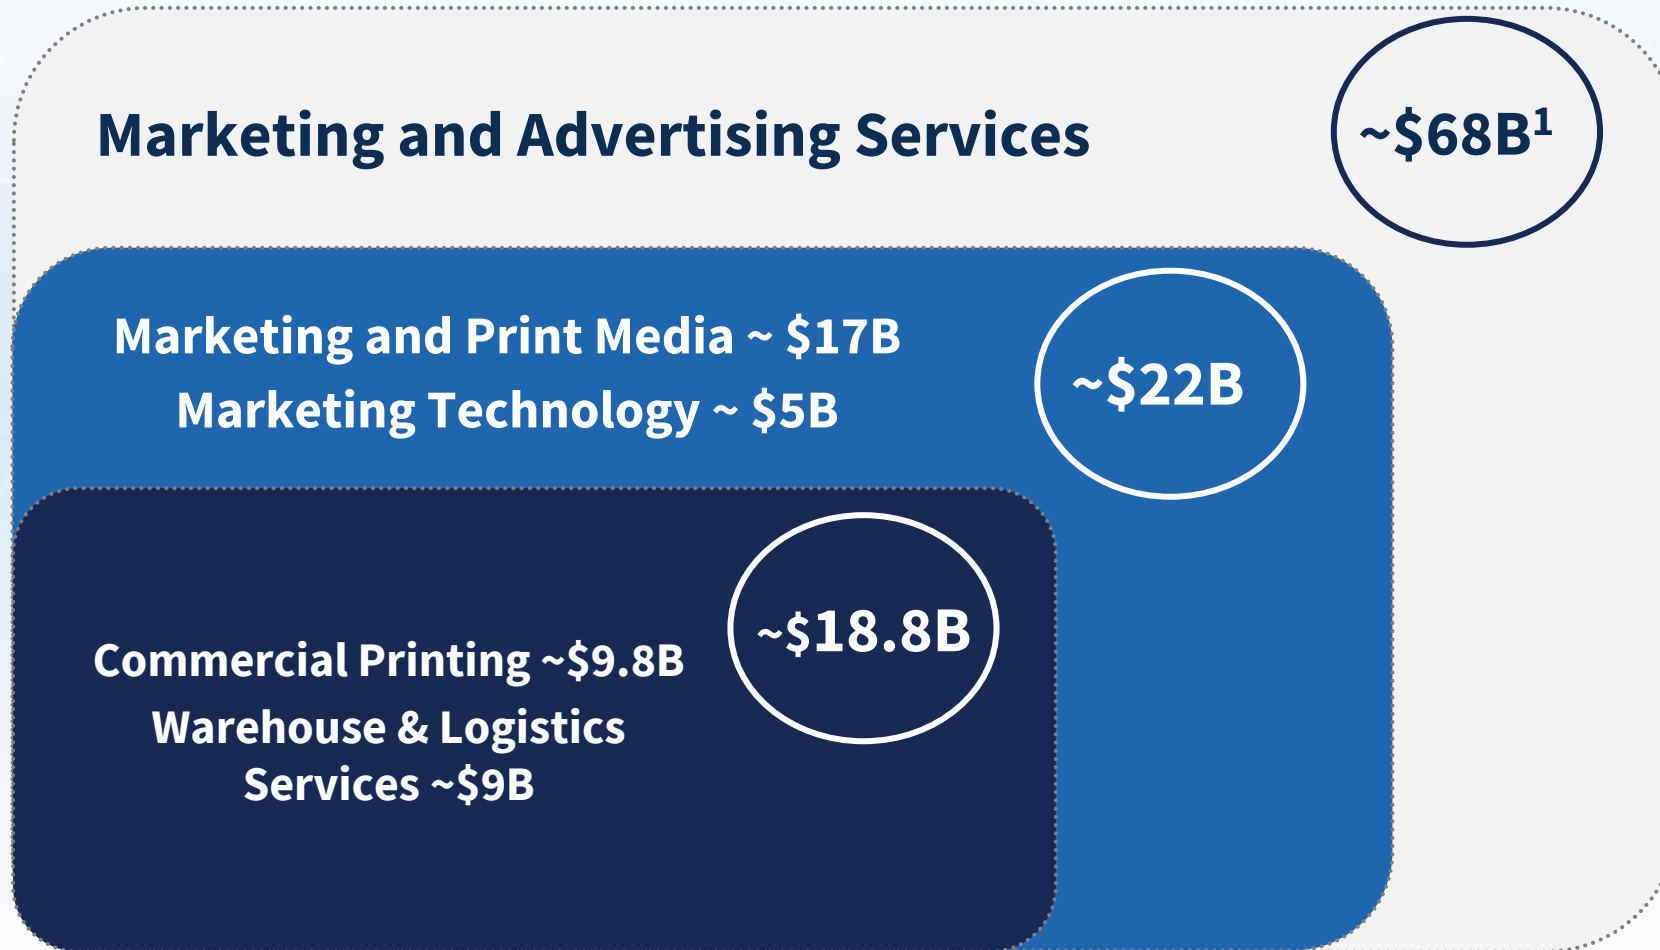 Marketing and Advertising Services
~$68B¹
Marketing and Print Media ~ $17B
Marketing Technology ~ $5B
~$22B
~$18.8B
Commercial Printing ~$9.8B
Warehouse & Logistics
Services ~$9B